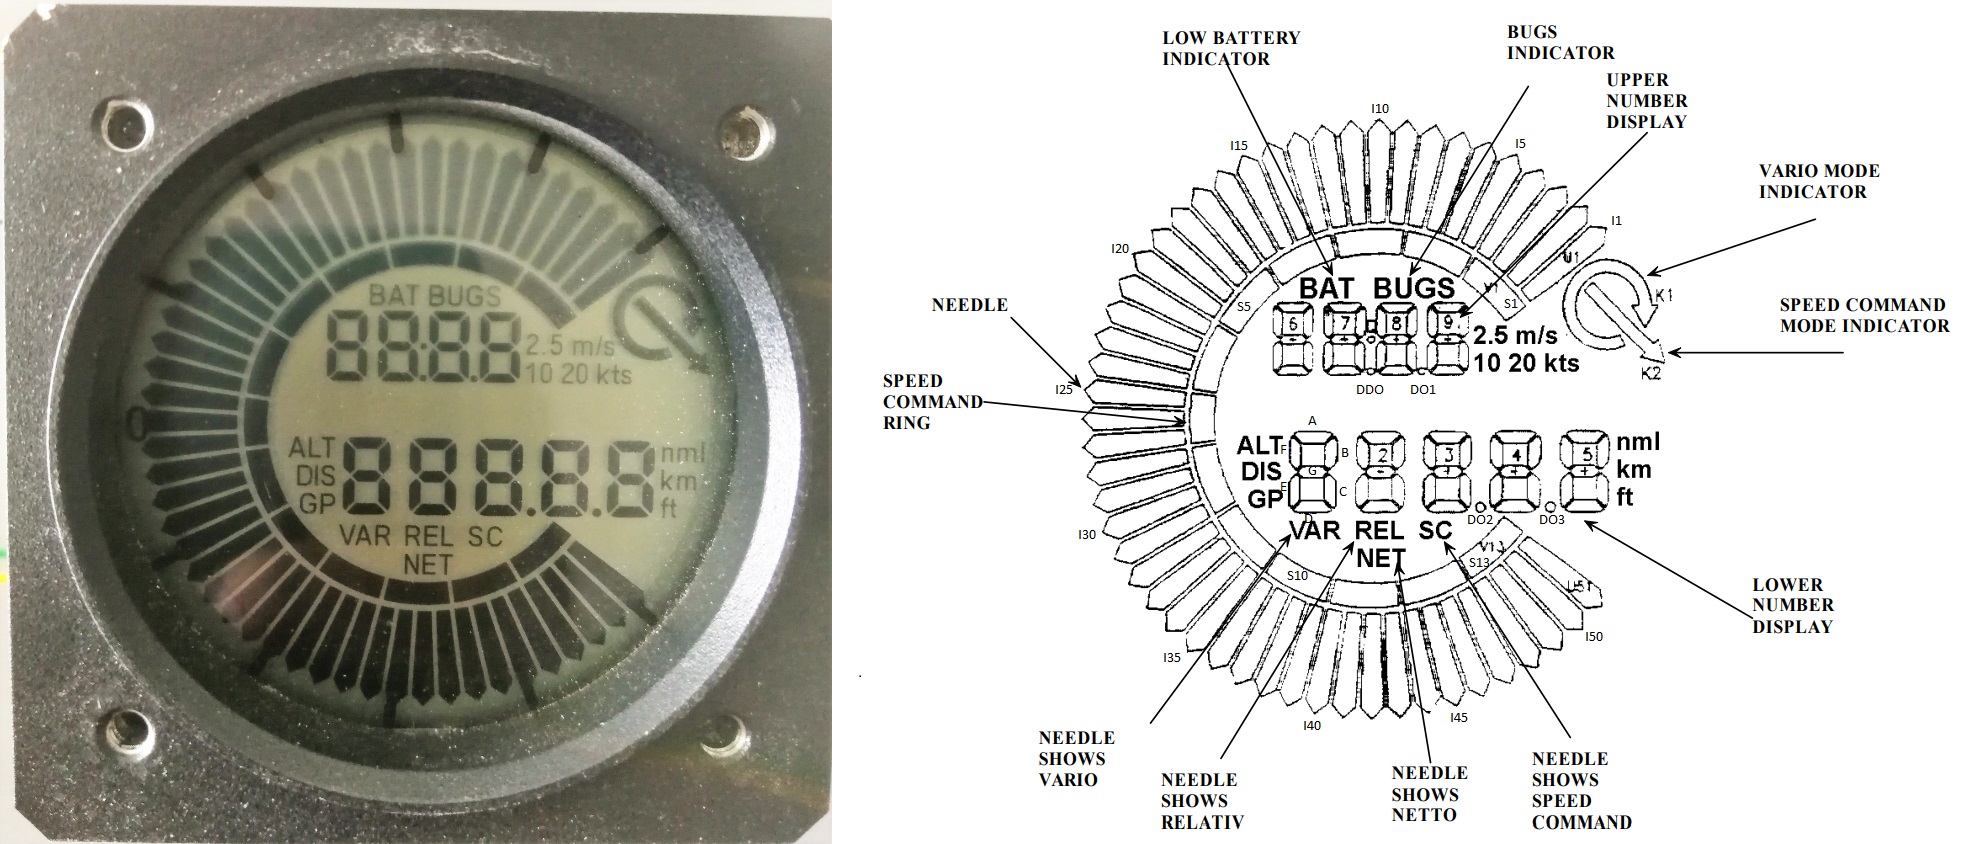 BAT BUGS
88:8.8
2.5 m/s
10 20 kts
0
ALT
DIS
GP
888.8.8
nml
km
ft
VAR REL SC
NET
LOW BATTERY
INDICATOR
BUGS
INDICATOR
UPPER
NUMBER
DISPLAY
VARIO MODE
INDICATOR
SPEED COMMAND
MODE INDICATOR
NEEDLE
SPEED
COMMAND
RING
I10
I15
I5
I1
I20
I25
I30
I35
I40
I45
I50
U1
V1
S1
S5
K1
K2
BAT BUGS
6 7 8 9
2.5 m/s
10 20 kts
DDO DO1
A
F B
G
E C
D
ALT
DIS
GP
2 3 4 5
nml
km
ft
DO2 DO3
VAR REL SC
NET
V13
S13
S10
U51
LOWER
NUMBER
DISPLAY
NEEDLE
SHOWS
VARIO
NEEDLE
SHOWS
RELATIV
NEEDLE
SHOWS
NETTO
NEEDLE
SHOWS
SPEED
COMMAND